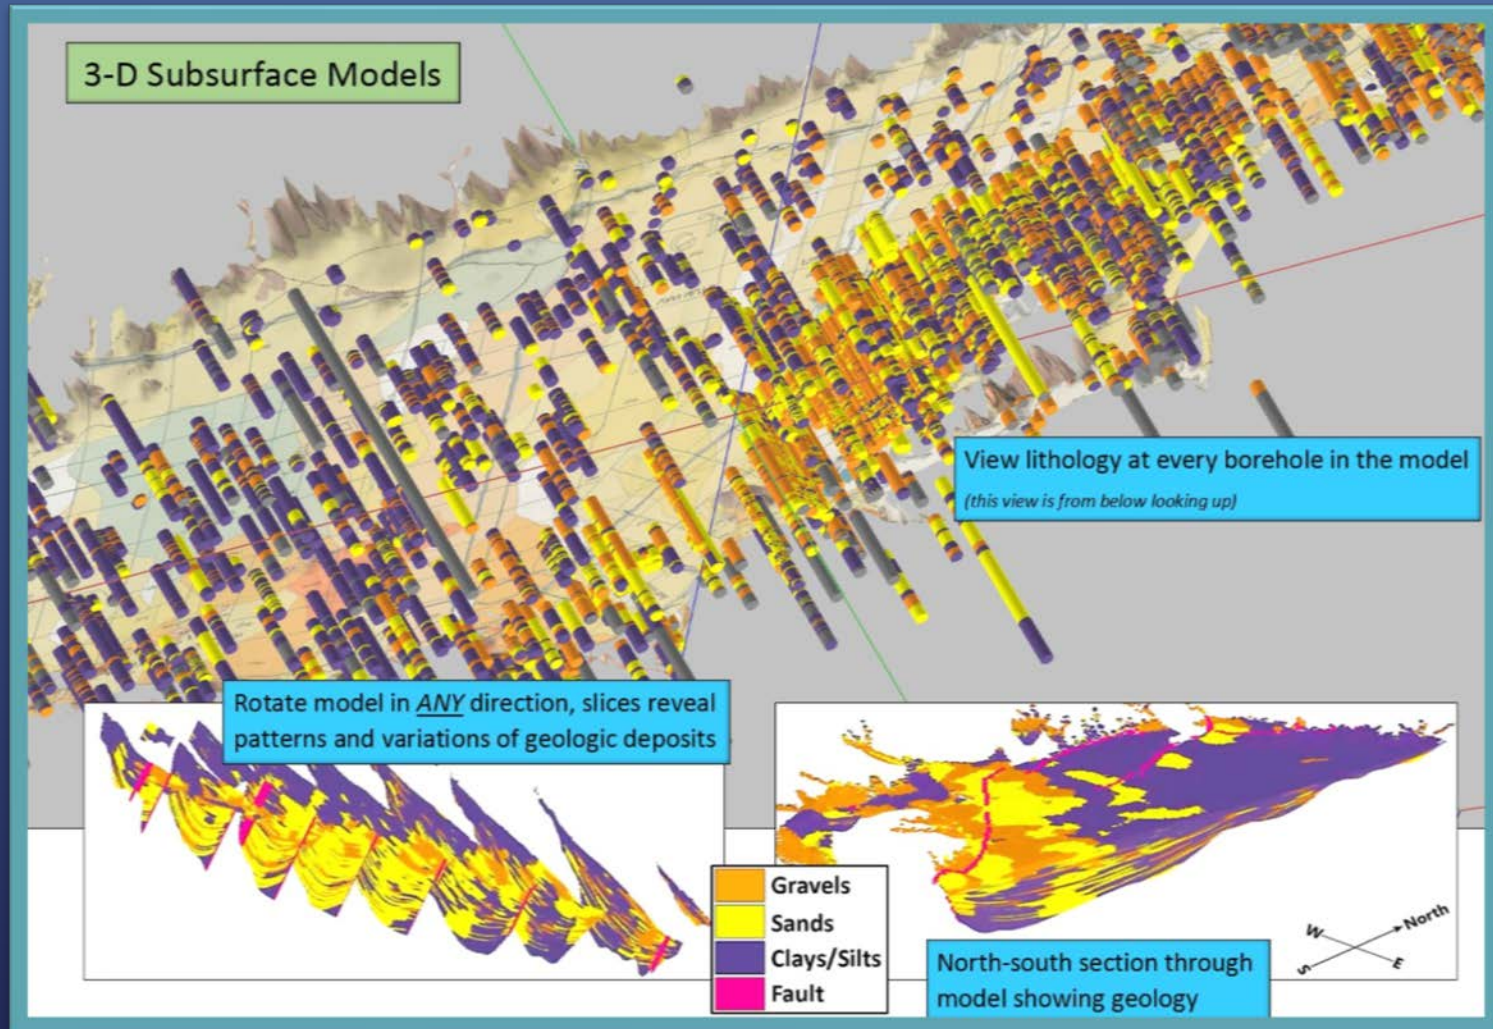 3-D Subsurface Models
View lithology at every borehole in the model
(this view is from below looking up)
Rotate model in ANY direction, slices reveal
patterns and variations of geologic deposits
Gravels
Sands
Clays/Silts
Fault
North-south section through
model showing geology
W
North
S
E